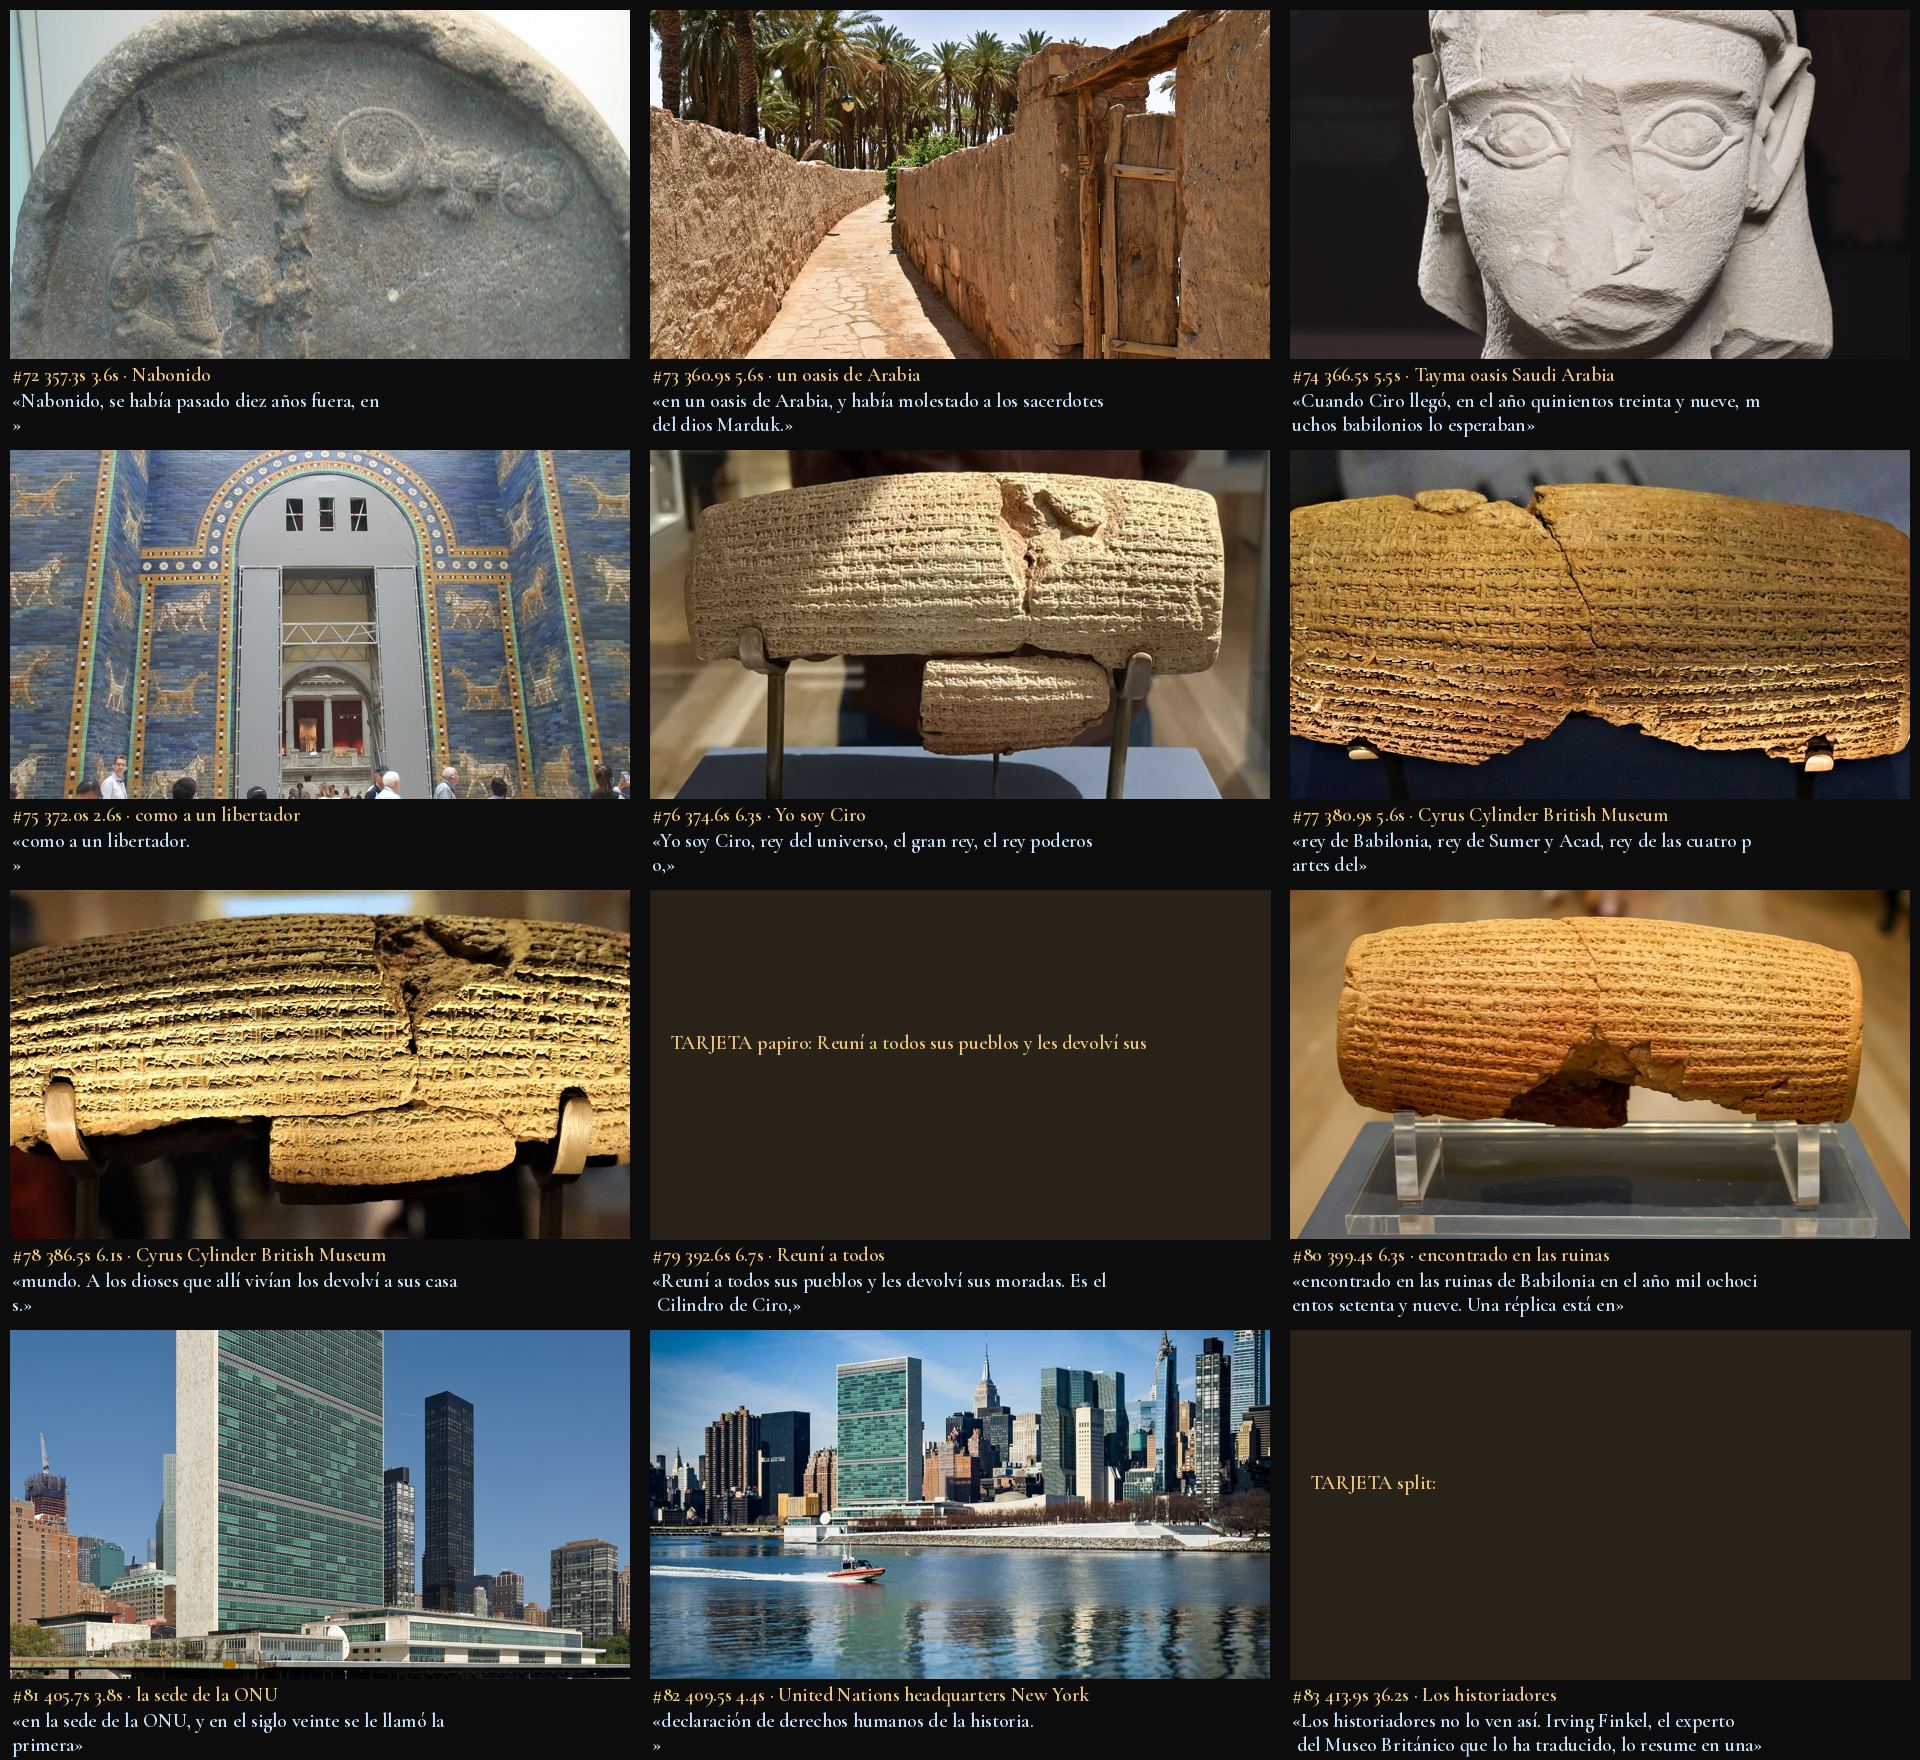 #72 357.3s 3.6s · Nabonido
«Nabonido, se había pasado diez años fuera, en
»
#73 360.9s 5.6s · un oasis de Arabia
«en un oasis de Arabia, y había molestado a los sacerdotes
del dios Marduk.»
#74 366.5s 5.5s · Tayma oasis Saudi Arabia
«Cuando Ciro llegó, en el año quinientos treinta y nueve, m
uchos babilonios lo esperaban»
#75 372.0s 2.6s · como a un libertador
«como a un libertador.
»
#76 374.6s 6.3s · Yo soy Ciro
«Yo soy Ciro, rey del universo, el gran rey, el rey poderos
o,»
#77 380.9s 5.6s · Cyrus Cylinder British Museum
«rey de Babilonia, rey de Sumer y Acad, rey de las cuatro p
artes del»
#78 386.5s 6.1s · Cyrus Cylinder British Museum
«mundo. A los dioses que allí vivían los devolví a sus casa
s.»
TARJETA papiro: Reuní a todos sus pueblos y les devolví sus
#79 392.6s 6.7s · Reuní a todos
«Reuní a todos sus pueblos y les devolví sus moradas. Es el
Cilindro de Ciro,»
#80 399.4s 6.3s · encontrado en las ruinas
«encontrado en las ruinas de Babilonia en el año mil ochoci
entos setenta y nueve. Una réplica está en»
#81 405.7s 3.8s · la sede de la ONU
«en la sede de la ONU, y en el siglo veinte se le llamó la
primera»
#82 409.5s 4.4s · United Nations headquarters New York
«declaración de derechos humanos de la historia.
»
TARJETA split:
#83 413.9s 36.2s · Los historiadores
«Los historiadores no lo ven así. Irving Finkel, el experto
del Museo Británico que lo ha traducido, lo resume en una»